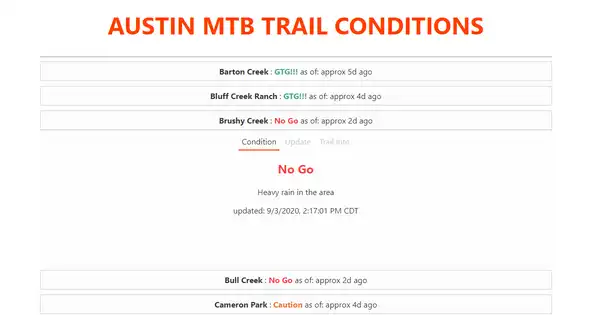 AUSTIN MTB TRAIL CONDITIONS
Barton Creek : GTG!!! as of: approx 5d ago
Bluff Creek Ranch : GTG!!! as of: approx 4d ago
Brushy Creek : No Go as of: approx 2d ago
Condition Update Trail Info
No Go
Heavy rain in the area
updated: 9/3/2020, 2:17:01 PM CDT
Bull Creek : No Go as of: approx 2d ago
Cameron Park : Caution as of: approx 4d ago